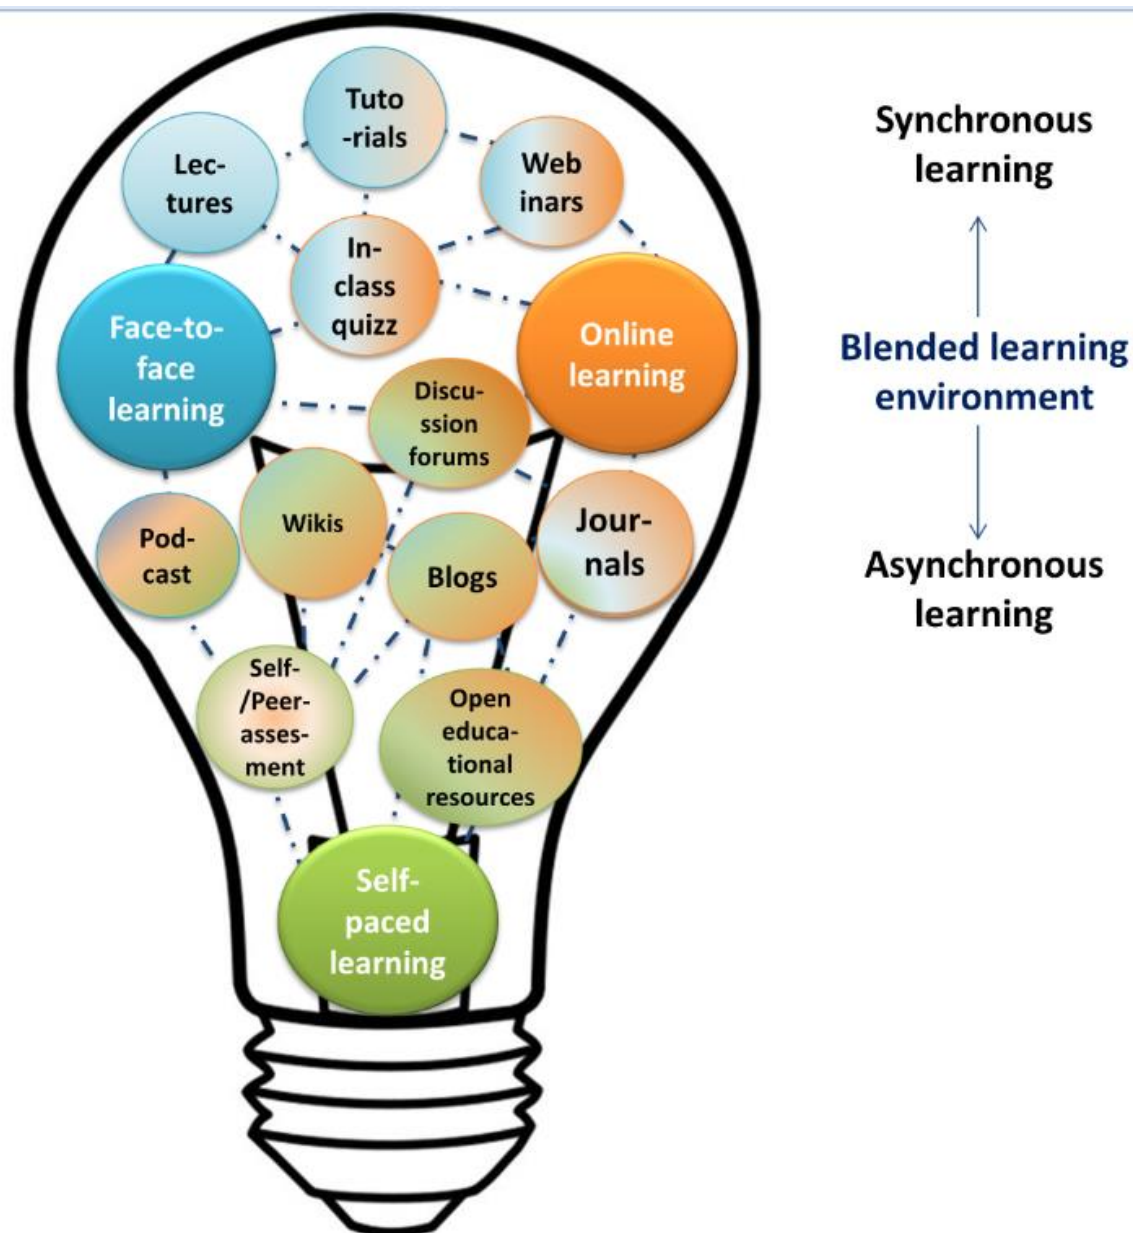 Tuto
-rials
Lec-
tures
Web
inars
In-
class
quizz
Face-to-
face
learning
Online
learning
Discu-
ssion
forums
Wikis
Pod-
cast
Blogs
Jour-
nals
Self-
/Peer-
asses-
ment
Open
educa-
tional
resources
Self-
paced
learning
Synchronous
learning
Blended learning
environment
Asynchronous
learning